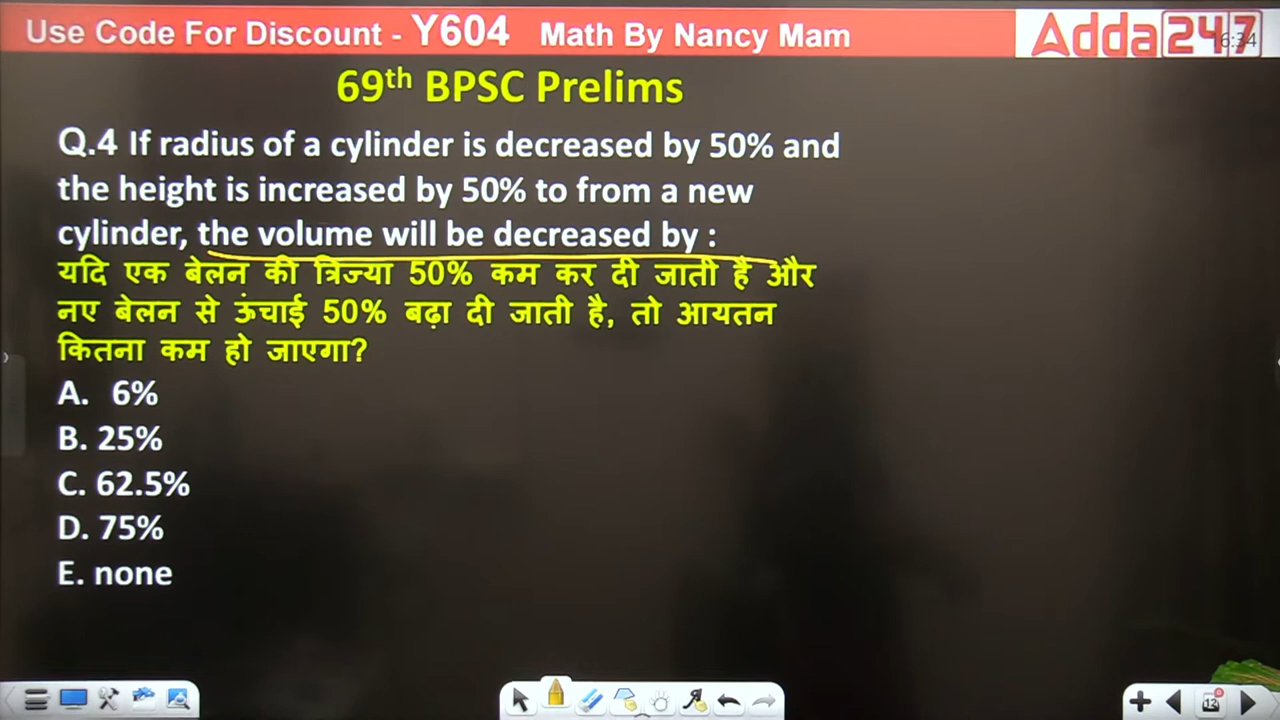 Use Code For Discount - Y604 Math By Nancy Mam
Adda247
16:34
69th BPSC Prelims
Q.4 If radius of a cylinder is decreased by 50% and
the height is increased by 50% to from a new
cylinder, the volume will be decreased by :
यदि एक बेलन की त्रिज्या 50% कम कर दी जाती है और
नए बेलन से ऊंचाई 50% बढ़ा दी जाती है, तो आयतन
कितना कम हो जाएगा?
A. 6%
B. 25%
C. 62.5%
D. 75%
E. none
12